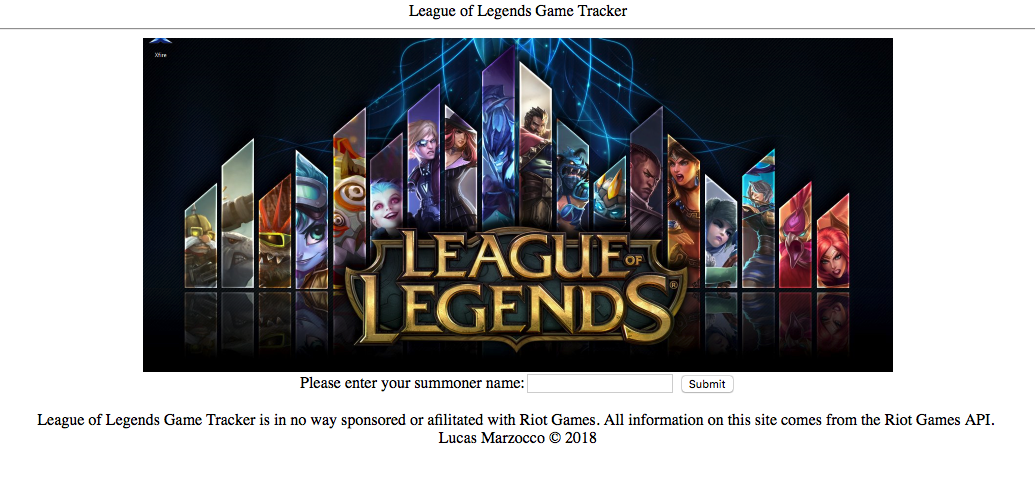 League of Legends Game Tracker
Xfire
LEAGUE OF
LEGENDS®
Please enter your summoner name: Submit
League of Legends Game Tracker is in no way sponsored or afilitated with Riot Games. All information on this site comes from the Riot Games API.
Lucas Marzocco © 2018